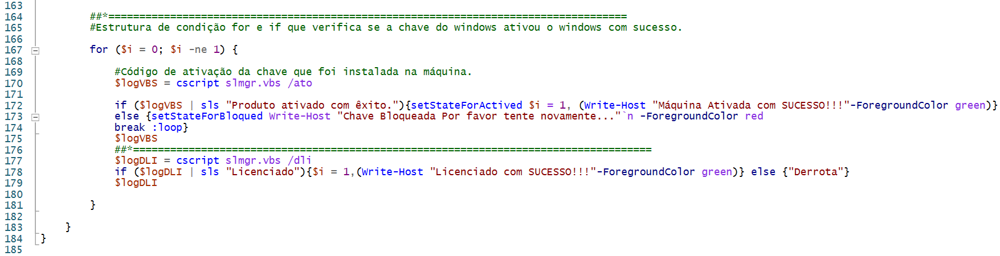 163
164 ##*====================================================================================
165 #Estrutura de condição for e if que verifica se a chave do windows ativou o windows com sucesso.
166
167 for ($i = 0; $i -ne 1) {
168
169 #Código de ativação da chave que foi instalada na máquina.
170 $logVBS = cscript slmgr.vbs /ato
171
172 if ($logVBS | sls "Produto ativado com êxito."){setStateForActived $i = 1, (Write-Host "Máquina Ativada com SUCESSO!!!"-ForegroundColor green)}
173 else {setStateForBloqued Write-Host "Chave Bloqueada Por favor tente novamente..."`n -ForegroundColor red
174 break :loop}
175 $logVBS
176 ##*====================================================================================
177 $logDLI = cscript slmgr.vbs /dli
178 if ($logDLI | sls "Licenciado"){$i = 1,(Write-Host "Licenciado com SUCESSO!!!"-ForegroundColor green)} else {"Derrota"}
179 $logDLI
180
181 }
182
183 }
184 }
185